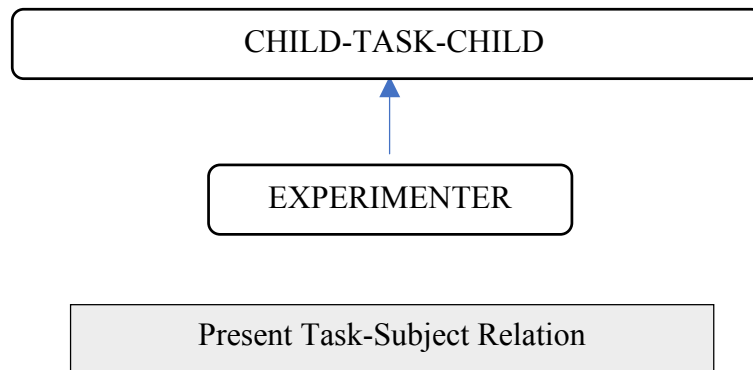 CHILD-TASK-CHILD
EXPERIMENTER
Present Task-Subject Relation